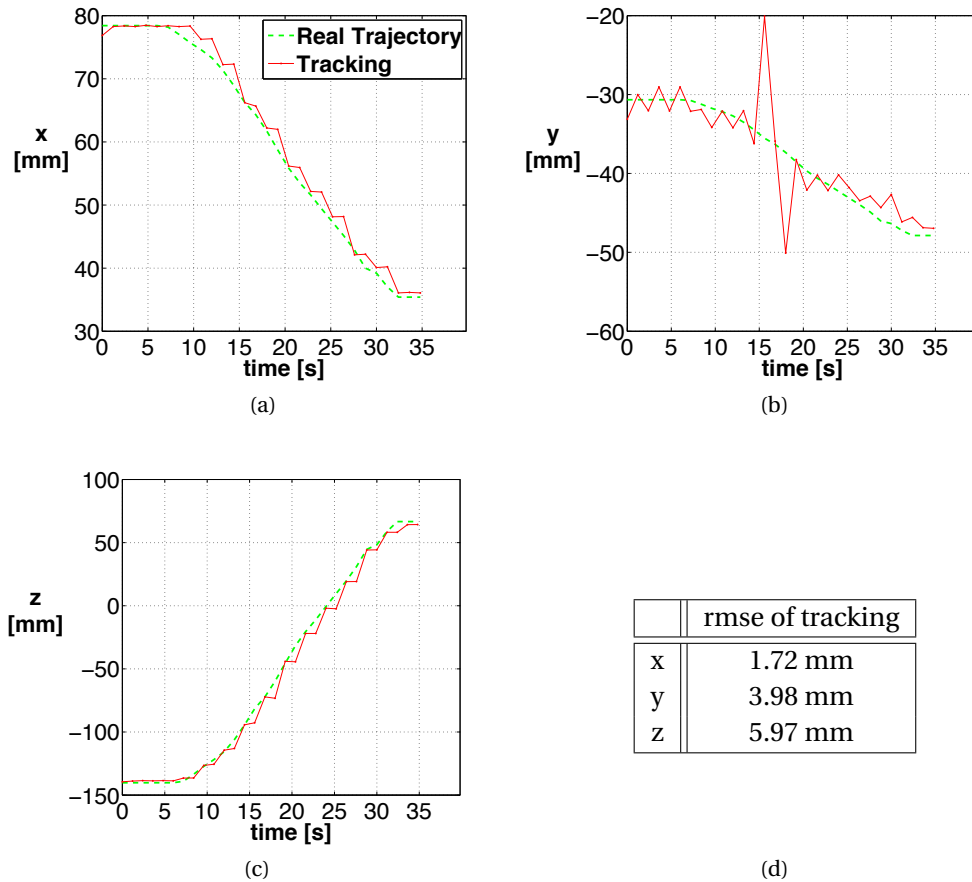 80
70
60
50
40
30
x
[mm]
Real Trajectory
Tracking
0 5 10 15 20 25 30 35
time [s]
(a)
−20
−30
−40
−50
−60
y
[mm]
0 5 10 15 20 25 30 35
time [s]
(b)
100
50
0
−50
−100
−150
z
[mm]
0 5 10 15 20 25 30 35
time [s]
(c)
rmse of tracking
x 1.72 mm
y 3.98 mm
z 5.97 mm
(d)